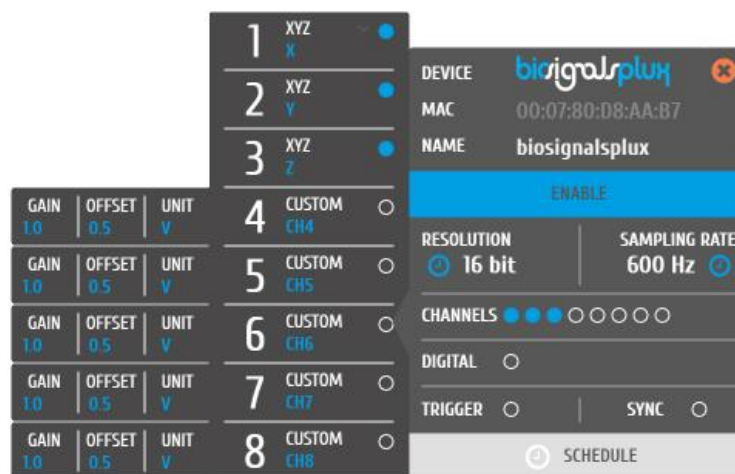 1 XYZ
X
2 XYZ
Y
3 XYZ
Z
GAIN OFFSET UNIT 4 CUSTOM
1.0 0.5 V CH4
GAIN OFFSET UNIT 5 CUSTOM
1.0 0.5 V CH5
GAIN OFFSET UNIT 6 CUSTOM
1.0 0.5 V CH6
GAIN OFFSET UNIT 7 CUSTOM
1.0 0.5 V CH7
GAIN OFFSET UNIT 8 CUSTOM
1.0 0.5 V CH8
DEVICE biosignalsplux
MAC 00:07:80:D8:AA:B7
NAME biosignalsplux
ENABLE
RESOLUTION SAMPLING RATE
16 bit 600 Hz
CHANNELS
DIGITAL
TRIGGER SYNC
SCHEDULE